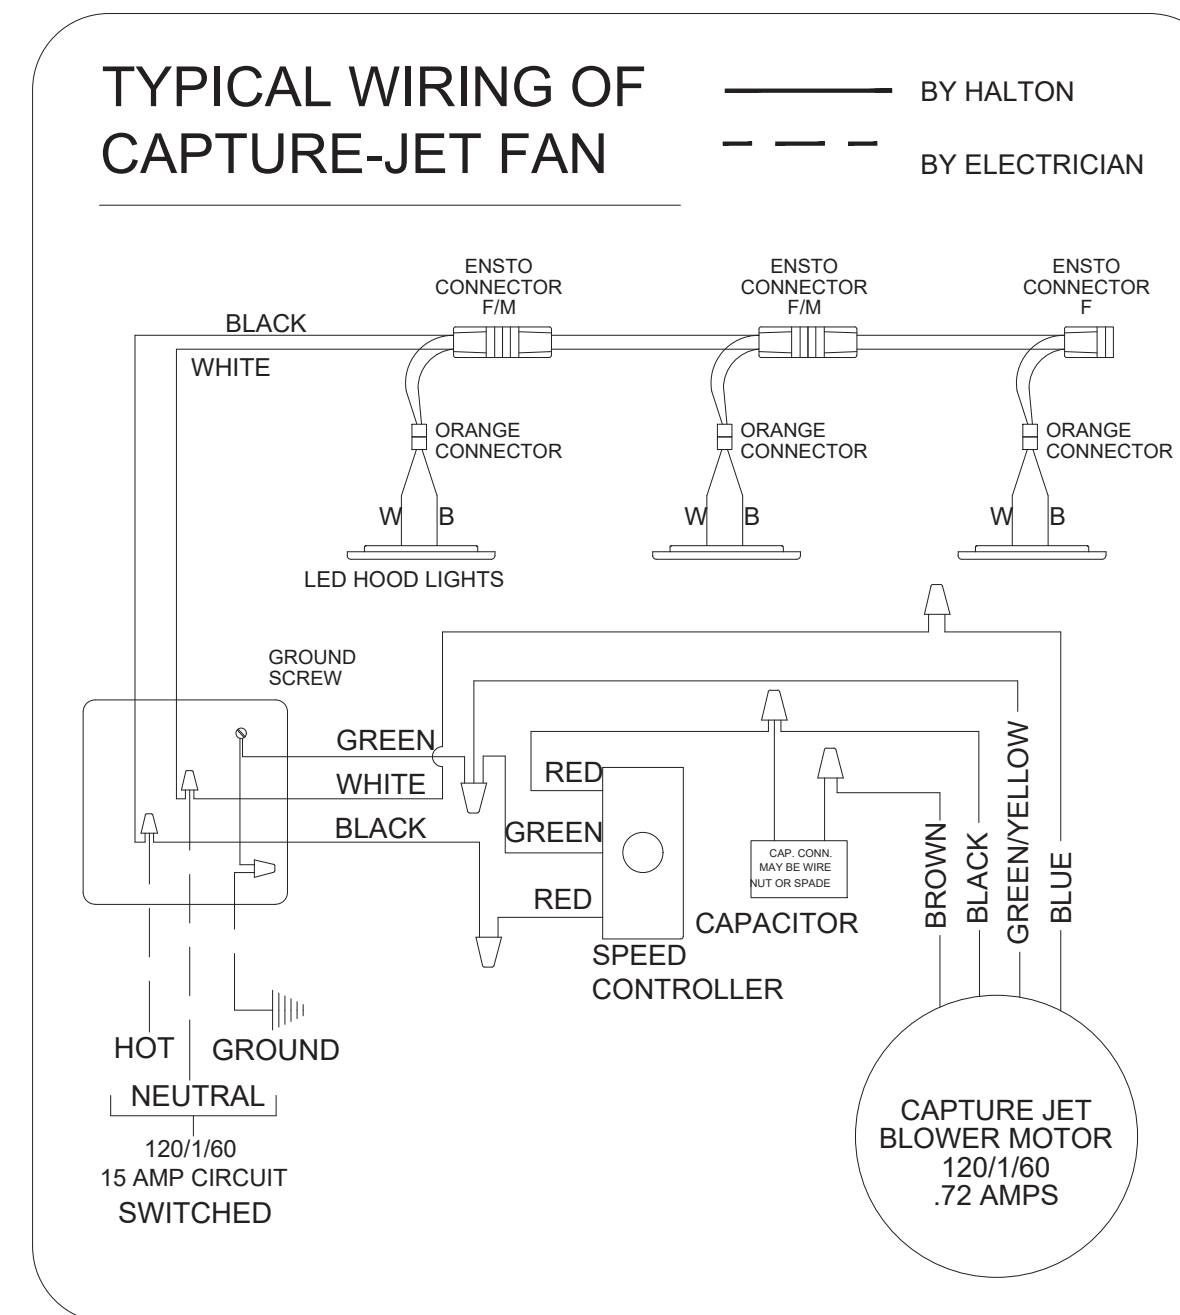 TYPICAL WIRING OF
CAPTURE-JET FAN
BY HALTON
BY ELECTRICIAN
ENSTO
CONNECTOR
F/M
ENSTO
CONNECTOR
F/M
ENSTO
CONNECTOR
F
BLACK
WHITE
ORANGE
CONNECTOR
ORANGE
CONNECTOR
ORANGE
CONNECTOR
W B
W B
W B
LED HOOD LIGHTS
GROUND
SCREW
GREEN
WHITE
BLACK
RED
GREEN
RED
SPEED
CONTROLLER
CAP. CONN.
MAY BE WIRE
NUT OR SPADE
CAPACITOR
BROWN
BLACK
GREEN/YELLOW
BLUE
HOT
GROUND
NEUTRAL
120/1/60
15 AMP CIRCUIT
SWITCHED
CAPTURE JET
BLOWER MOTOR
120/1/60
.72 AMPS